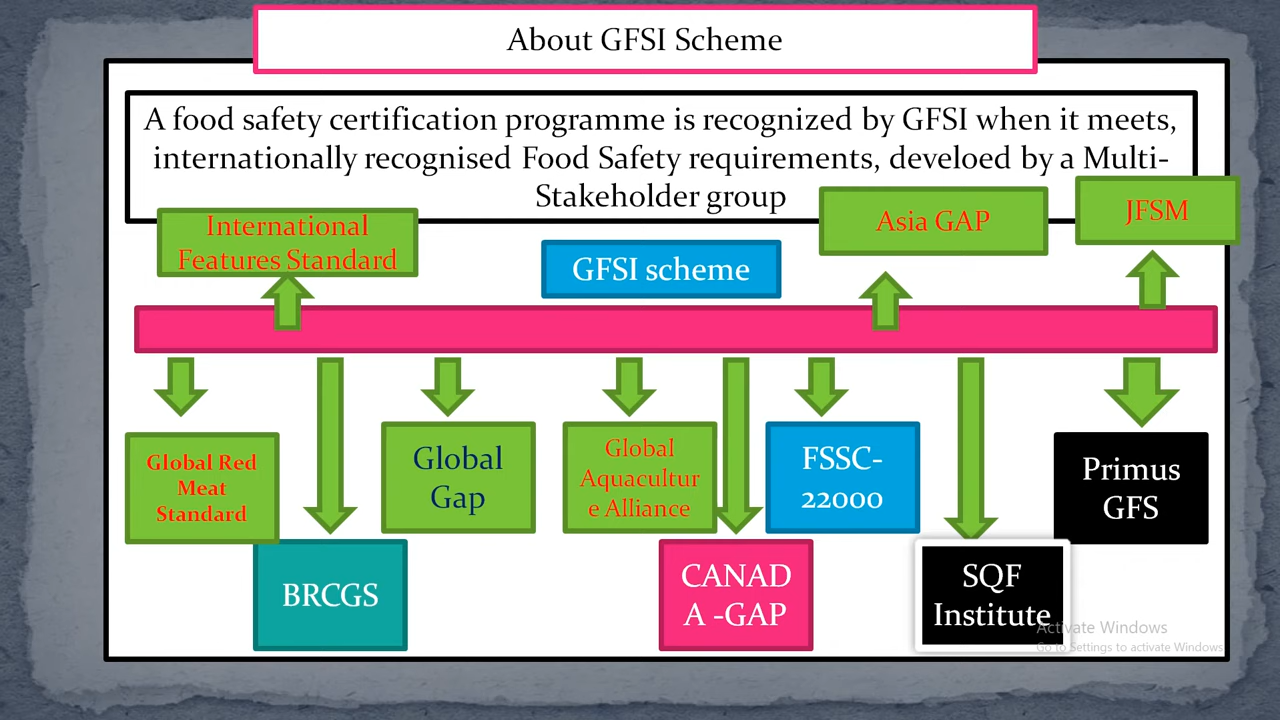 About GFSI Scheme
A food safety certification programme is recognized by GFSI when it meets,
internationally recognised Food Safety requirements, develoed by a Multi-
Stakeholder group
International
Features Standard
GFSI scheme
Asia GAP
JFSM
Global Red
Meat
Standard
BRCGS
Global
Gap
Global
Aquacultur
e Alliance
CANAD
A -GAP
FSSC-
22000
SQF
Institute
Primus
GFS
Activate Windows
Go to Settings to activate Windows